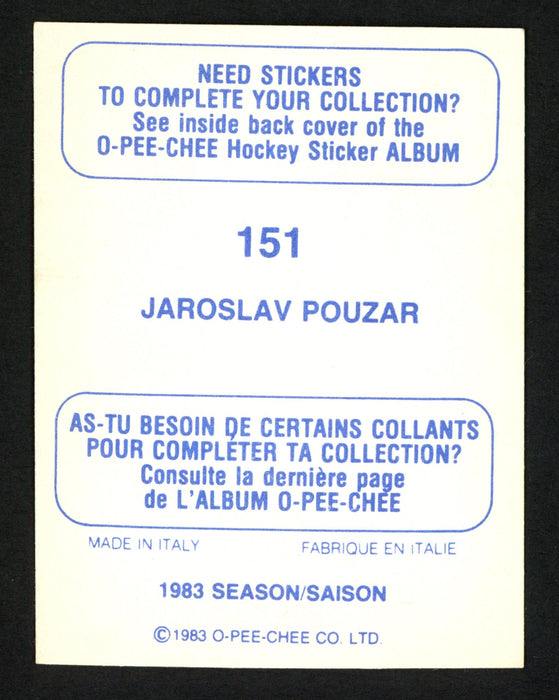 NEED STICKERS
TO COMPLETE YOUR COLLECTION?
See inside back cover of the
O-PEE-CHEE Hockey Sticker ALBUM
151
JAROSLAV POUZAR
AS-TU BESOIN DE CERTAINS COLLANTS
POUR COMPLÉTER TA COLLECTION?
Consulte la dernière page
de L'ALBUM O-PEE-CHEE
MADE IN ITALY
FABRIQUE EN ITALIE
1983 SEASON/SAISON
©1983 O-PEE-CHEE CO. LTD.